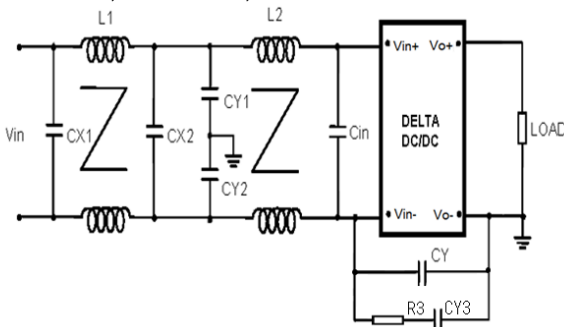 L1
L2
Vin+ Vo+
CY1
Vin
CX1
CX2
Cin
DELTA
DC/DC
LOAD
CY2
Vin- Vo-
CY
R3 CY3